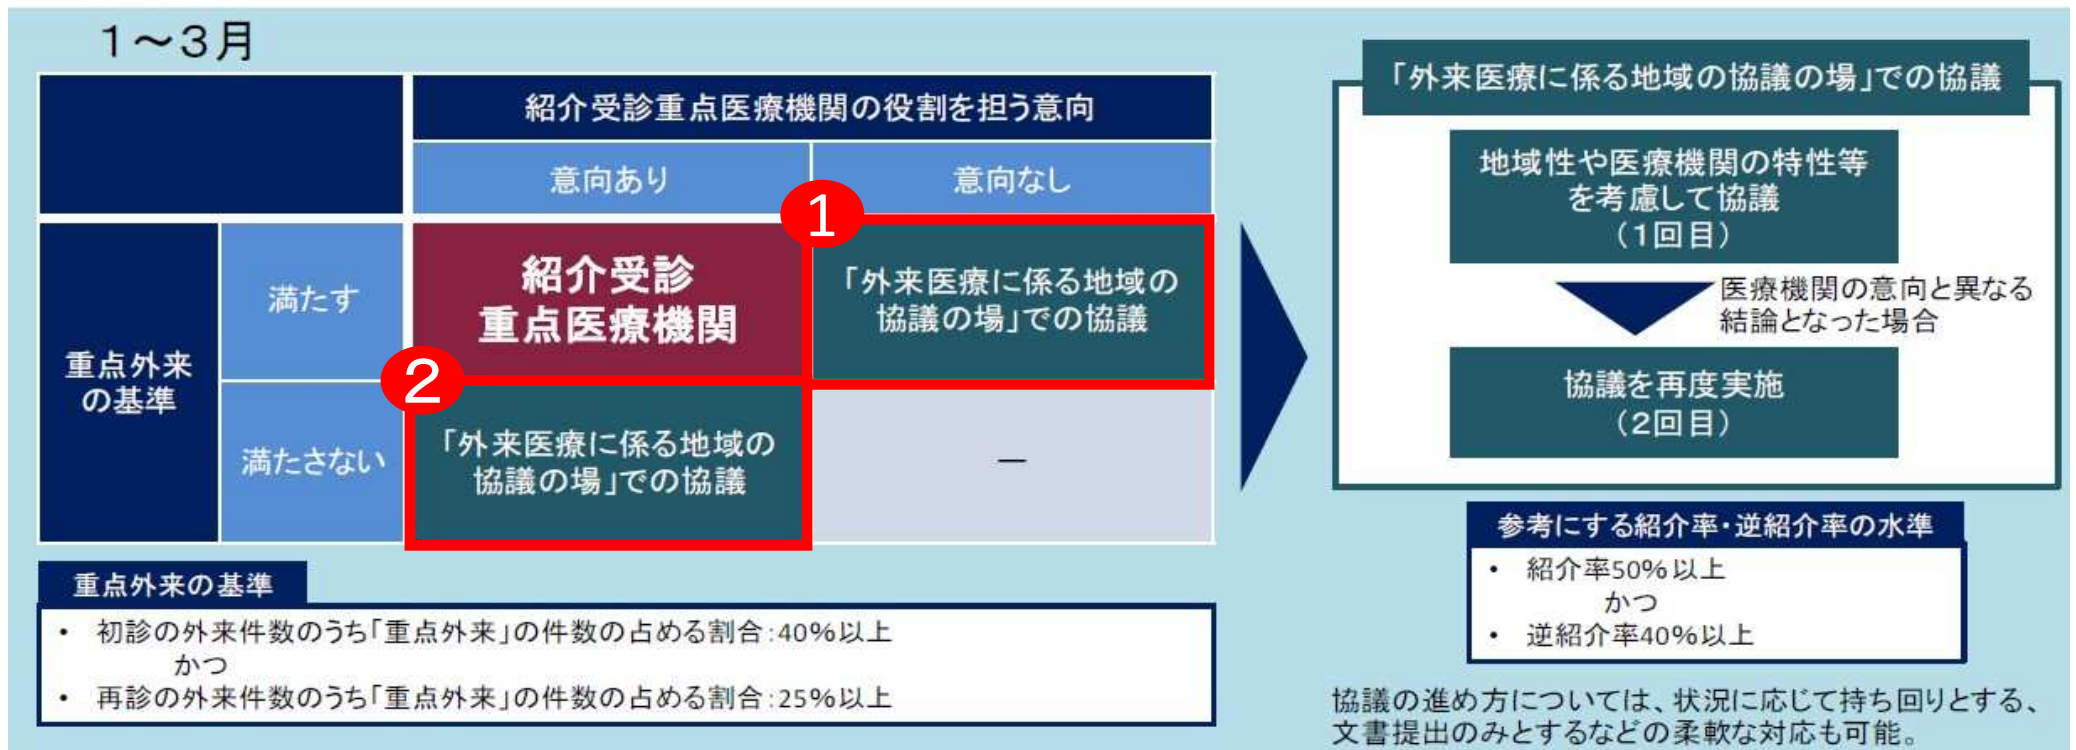 1～3月
紹介受診重点医療機関の役割を担う意向
意向あり
意向なし
重点外来
の基準
満たす
紹介受診
重点医療機関
1
「外来医療に係る地域の
協議の場」での協議
満たさない
2
「外来医療に係る地域の
協議の場」での協議
―
重点外来の基準
・ 初診の外来件数のうち「重点外来」の件数の占める割合:40%以上
かつ
・ 再診の外来件数のうち「重点外来」の件数の占める割合:25%以上
「外来医療に係る地域の協議の場」での協議
地域性や医療機関の特性等
を考慮して協議
(1回目)
医療機関の意向と異なる
結論となった場合
協議を再度実施
(2回目)
参考にする紹介率・逆紹介率の水準
・ 紹介率50%以上
かつ
・ 逆紹介率40%以上
協議の進め方については、状況に応じて持ち回りとする、
文書提出のみとするなどの柔軟な対応も可能。